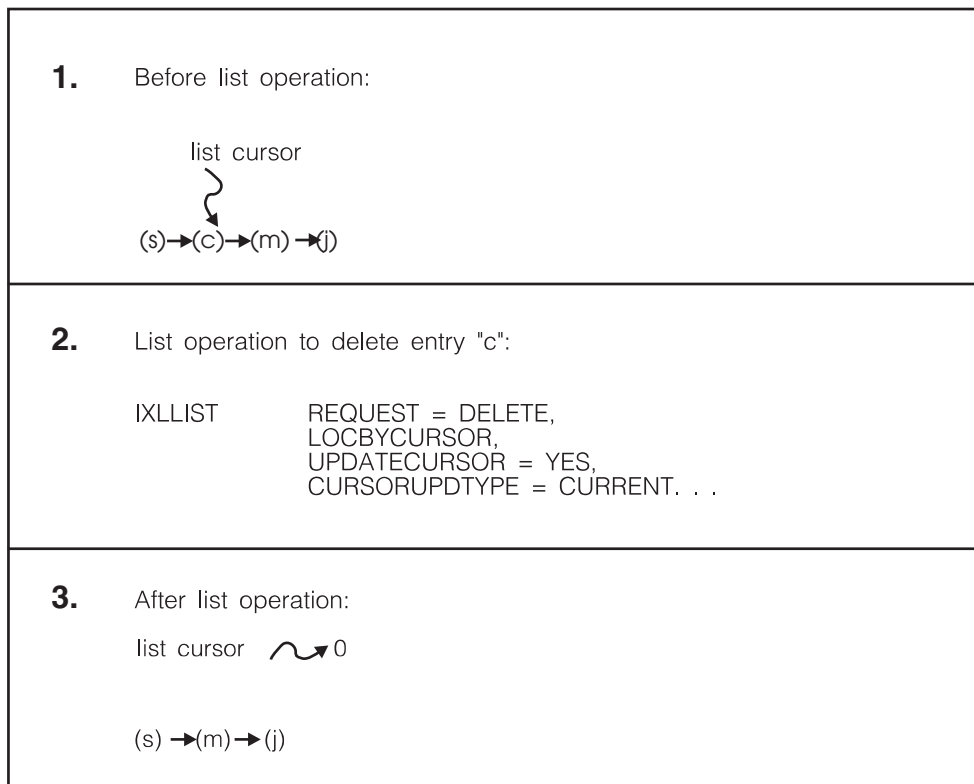 1. Before list operation:
list cursor
(s)→(c)→(m)→(j)
2. List operation to delete entry "c":
IXLLIST REQUEST = DELETE,
LOCBYCURSOR,
UPDATECURSOR = YES,
CURSORUPDTYPE = CURRENT. . .
3. After list operation:
list cursor 0
(s)→(m)→(j)